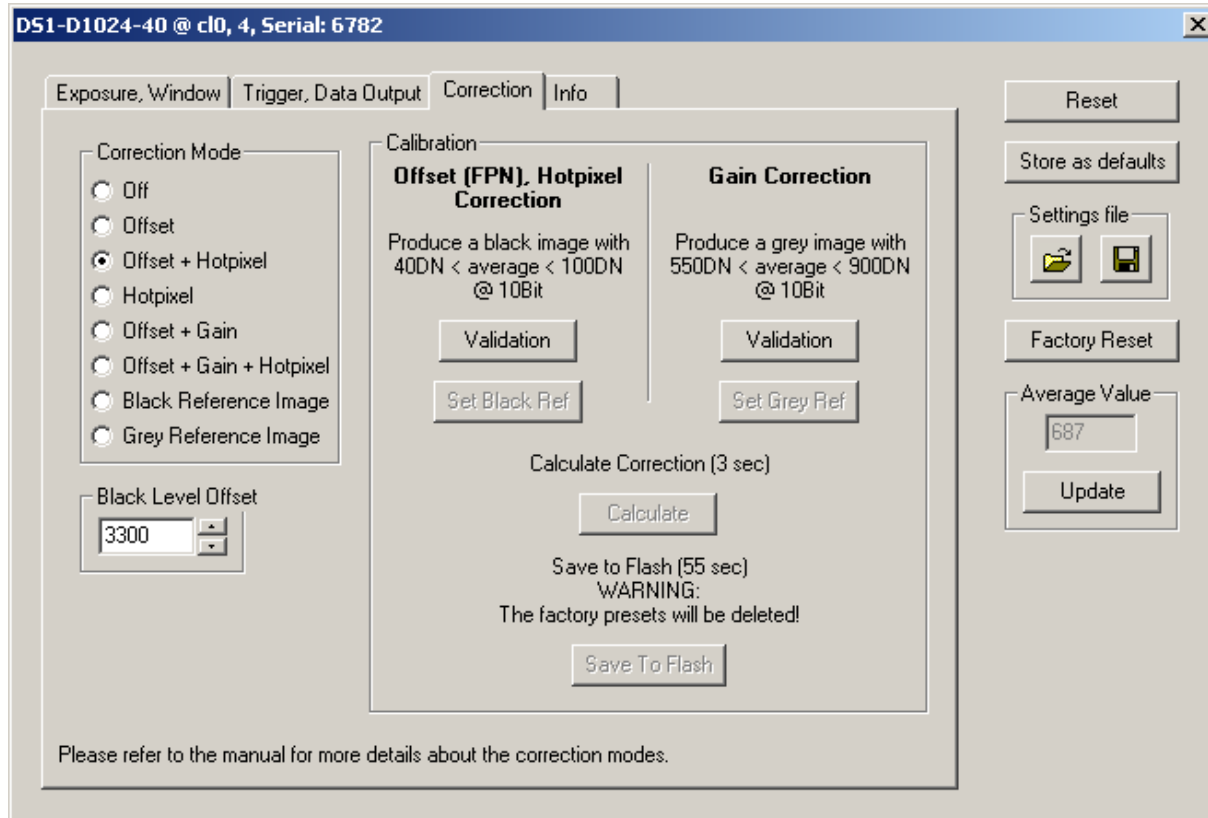 DS1-D1024-40 @ cl0, 4, Serial: 6782
Exposure, Window
Trigger, Data Output
Correction
Info
Correction Mode
Off
Offset
Offset + Hotpixel
Hotpixel
Offset + Gain
Offset + Gain + Hotpixel
Black Reference Image
Grey Reference Image
Black Level Offset
3300
Calibration
Offset (FPN), Hotpixel
Correction
Produce a black image with
40DN < average < 100DN
@ 10Bit
Validation
Set Black Ref
Gain Correction
Produce a grey image with
550DN < average < 900DN
@ 10Bit
Validation
Set Grey Ref
Calculate Correction (3 sec)
Calculate
Save to Flash (55 sec)
WARNING:
The factory presets will be deleted!
Save To Flash
Please refer to the manual for more details about the correction modes.
Reset
Store as defaults
Settings file
Factory Reset
Average Value
687
Update